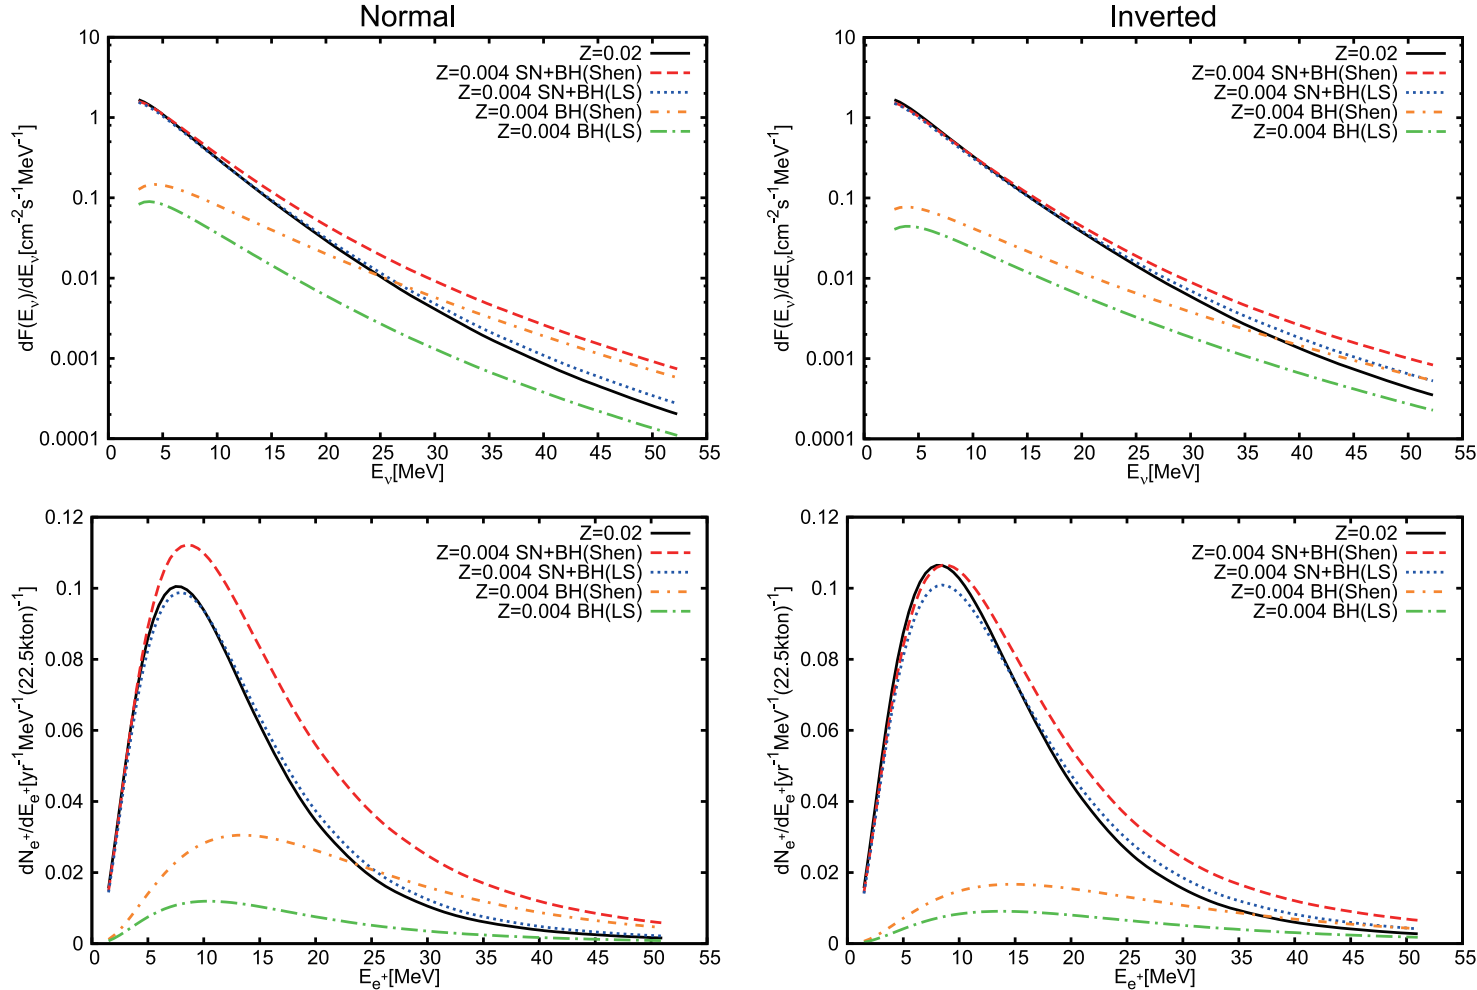 Normal
10
1
0.1
0.01
0.001
0.0001
dF(Eν)/dEν[cm-2s-1MeV-1]
Z=0.02
Z=0.004 SN+BH(Shen)
Z=0.004 SN+BH(LS)
Z=0.004 BH(Shen)
Z=0.004 BH(LS)
0 5 10 15 20 25 30 35 40 45 50 55
Eν[MeV]
Inverted
10
1
0.1
0.01
0.001
0.0001
dF(Eν)/dEν[cm-2s-1MeV-1]
Z=0.02
Z=0.004 SN+BH(Shen)
Z=0.004 SN+BH(LS)
Z=0.004 BH(Shen)
Z=0.004 BH(LS)
0 5 10 15 20 25 30 35 40 45 50 55
Eν[MeV]
0.12
0.1
0.08
0.06
0.04
0.02
0
dNe+/dEe+[yr-1MeV-1(22.5kton)-1]
Z=0.02
Z=0.004 SN+BH(Shen)
Z=0.004 SN+BH(LS)
Z=0.004 BH(Shen)
Z=0.004 BH(LS)
0 5 10 15 20 25 30 35 40 45 50 55
Ee+[MeV]
0.12
0.1
0.08
0.06
0.04
0.02
0
dNe+/dEe+[yr-1MeV-1(22.5kton)-1]
Z=0.02
Z=0.004 SN+BH(Shen)
Z=0.004 SN+BH(LS)
Z=0.004 BH(Shen)
Z=0.004 BH(LS)
0 5 10 15 20 25 30 35 40 45 50 55
Ee+[MeV]